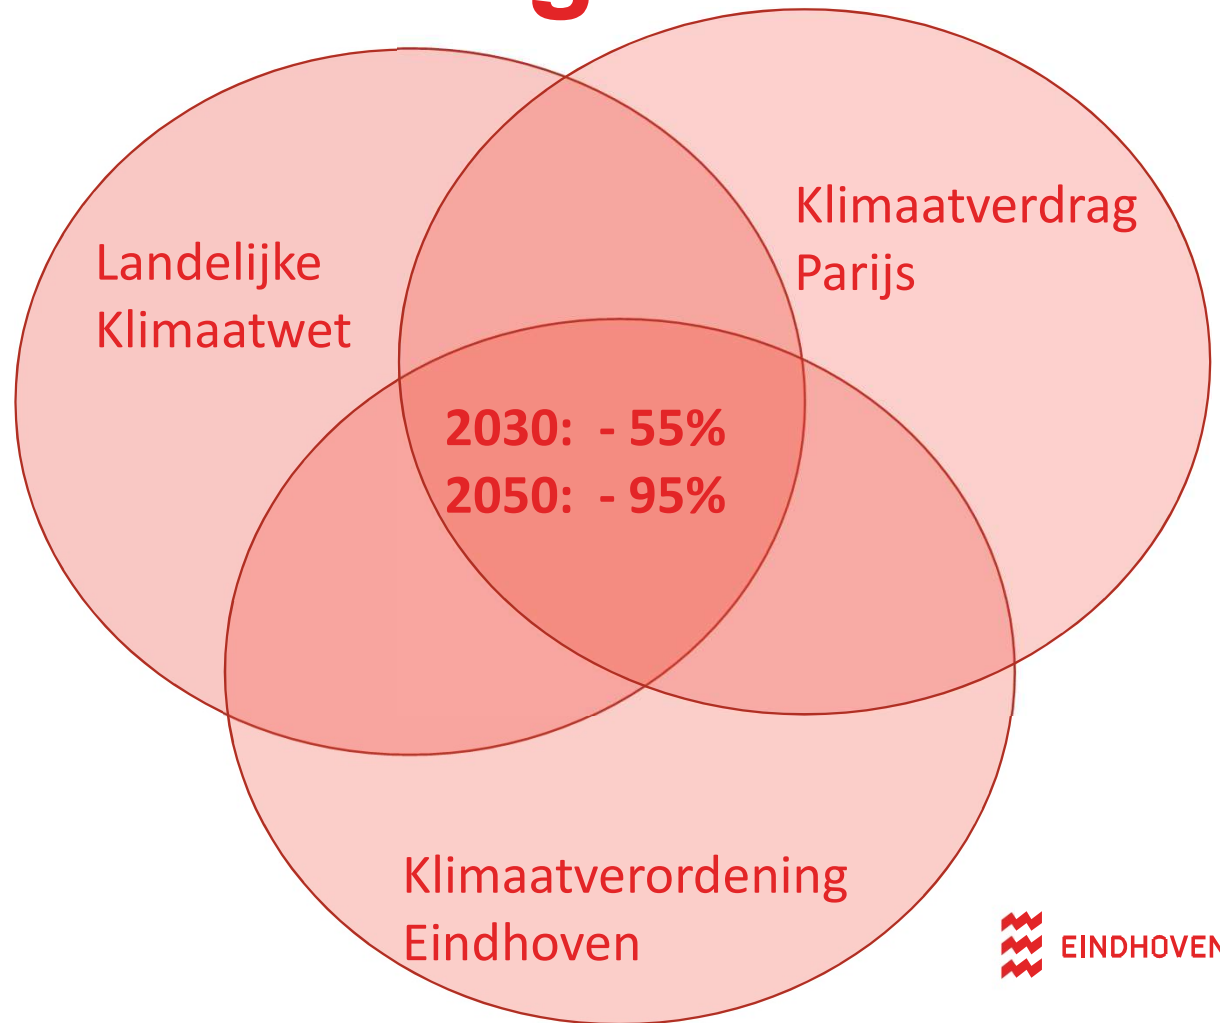 Landelijke
Klimaatwet
Klimaatverdrag
Parijs
2030: - 55%
2050: - 95%
Klimaatverordening
Eindhoven
EINDHOVEN